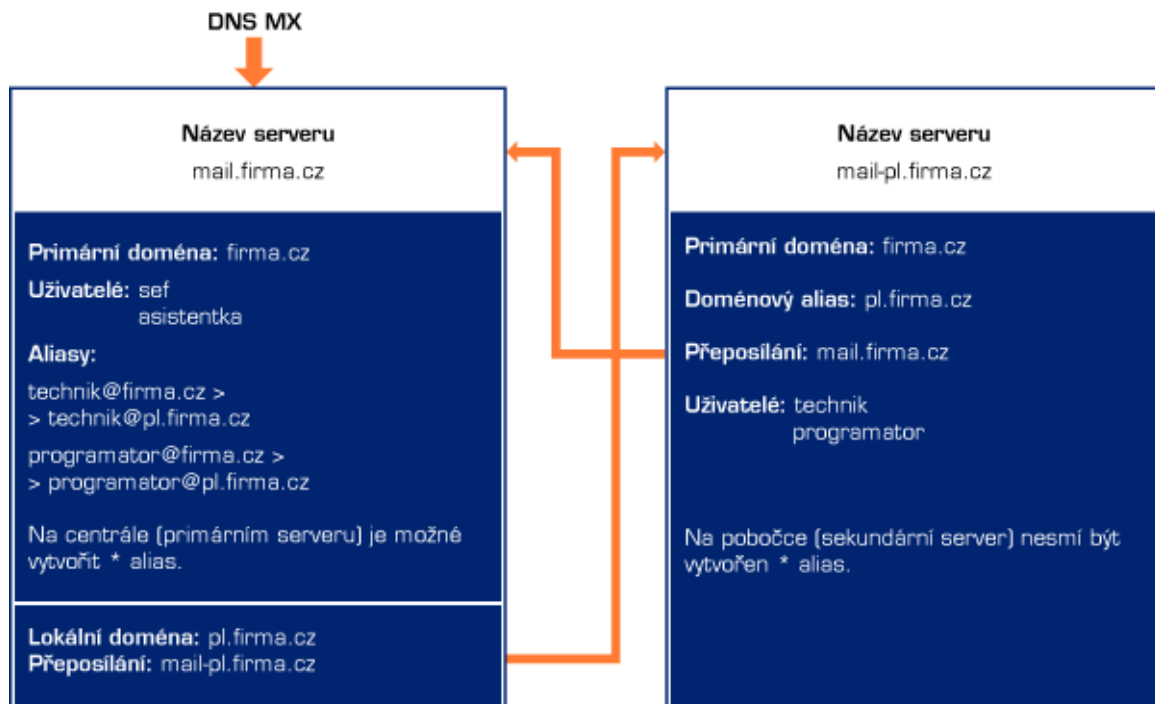 DNS MX
Název serveru
mail.firma.cz
Primární doména: firma.cz
Uživatelé: sef
asistentka
Aliasy:
technik@firma.cz >
> technik@pl.firma.cz
programator@firma.cz >
> programator@pl.firma.cz
Na centrále (primárním serveru) je možné
vytvořit * alias.
Lokální doména: pl.firma.cz
Přeposílání: mail-pl.firma.cz
Název serveru
mail-pl.firma.cz
Primární doména: firma.cz
Doménový alias: pl.firma.cz
Přeposílání: mail.firma.cz
Uživatelé: technik
programator
Na pobočce (sekundární server) nesmí být
vytvořen * alias.